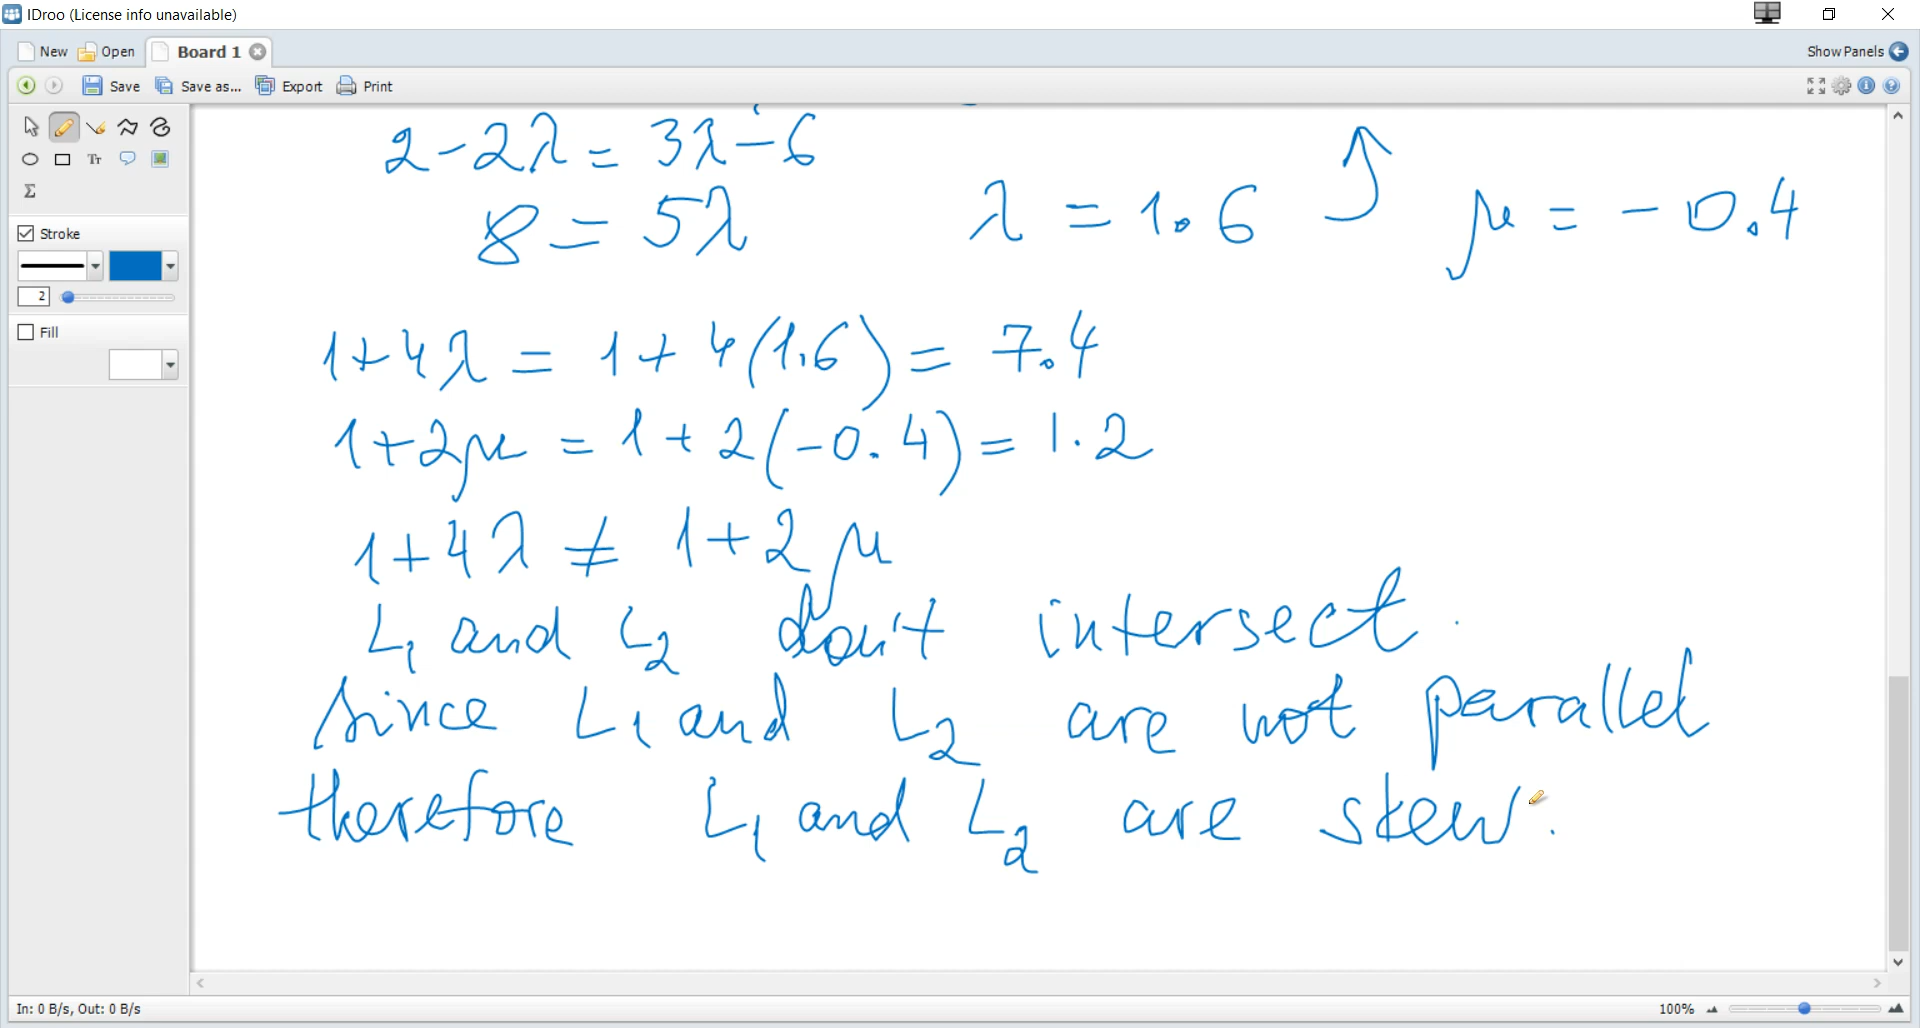 IDroo (License info unavailable)
New Open Board 1 Show Panels
Save Save as... Export Print
Tт
Σ
Stroke
2
Fill
2-2λ = 3λ-6
8 = 5λ λ = 1.6 μ = -0.4
1+4λ = 1+4(1.6) = 7.4
1+2μ = 1+2(-0.4) = 1.2
1+4λ ≠ 1+2μ
L₁ and L₂ don't intersect.
since L₁ and L₂ are not parallel
therefore L₁ and L₂ are skew.
In: 0 B/s, Out: 0 B/s 100%